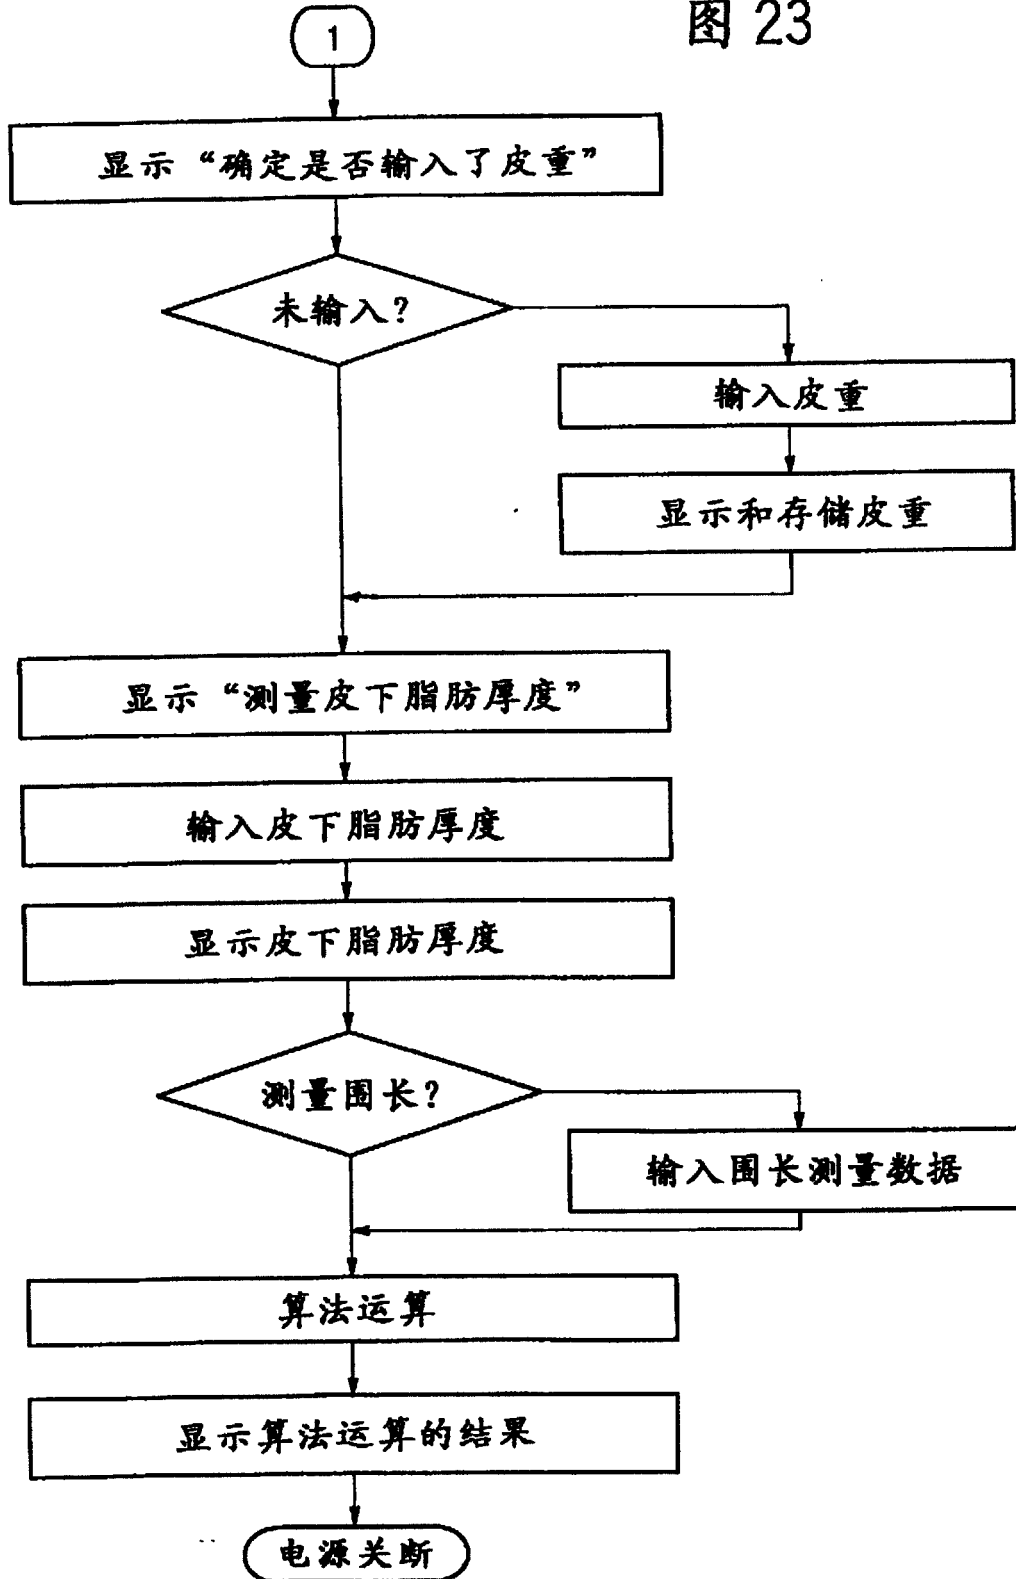 图 23
1
显示“确定是否输入了皮重”
未输入?
输入皮重
显示和存储皮重
显示“测量皮下脂肪厚度”
输入皮下脂肪厚度
显示皮下脂肪厚度
测量围长?
输入围长测量数据
算法运算
显示算法运算的结果
电源关断